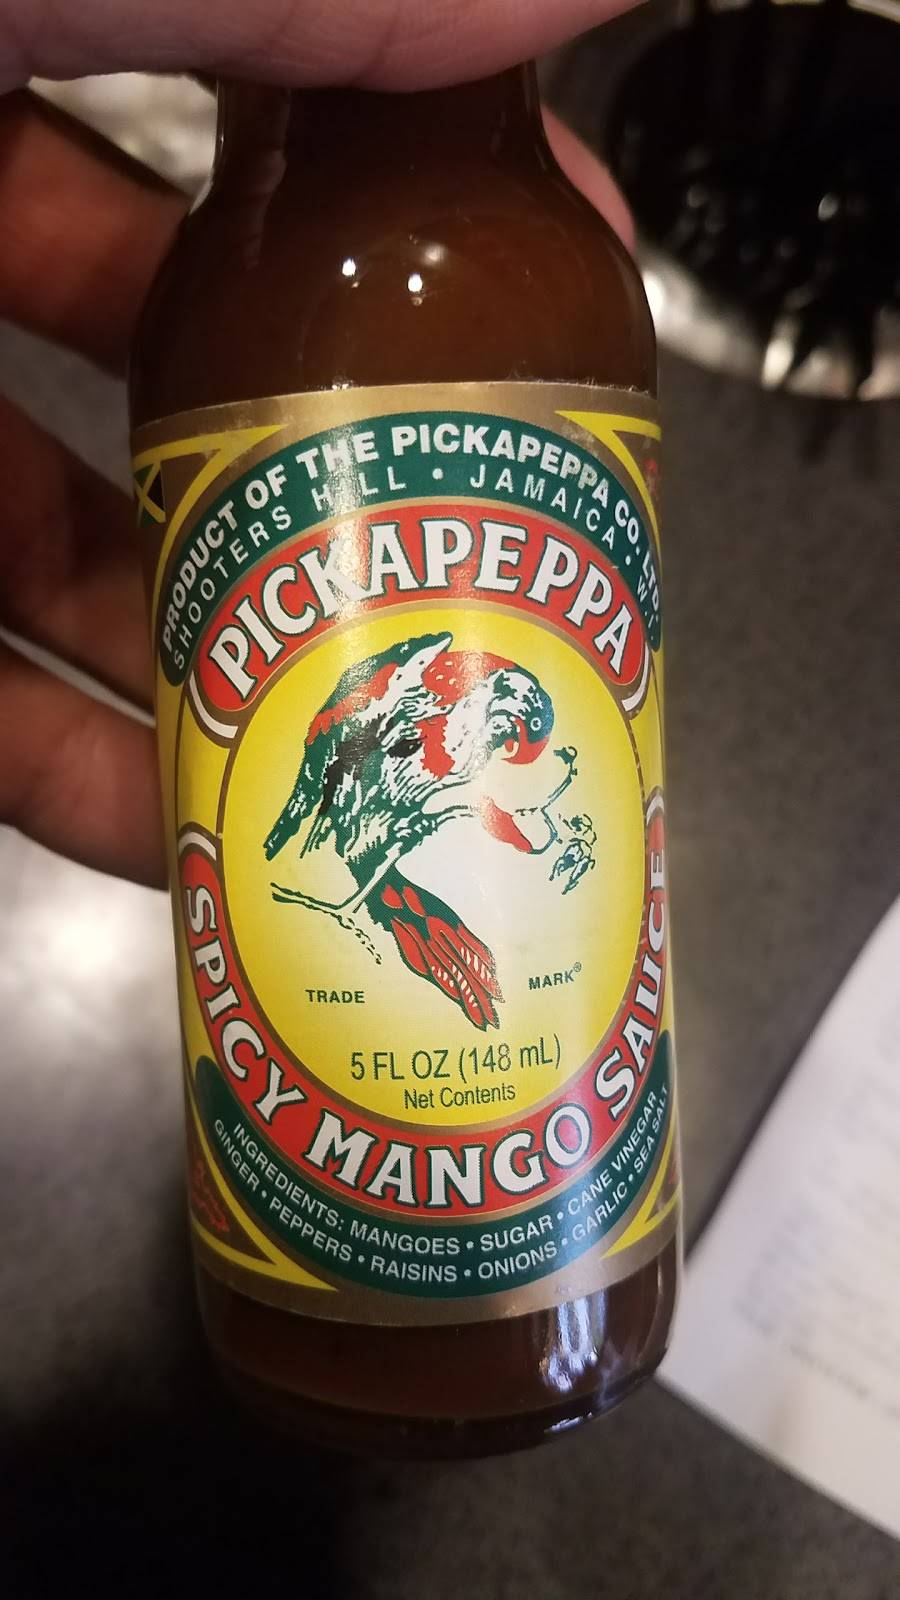 PRODUCT OF THE PICKAPEPPA CO. LTD.
SHOOTERS HILL • JAMAICA • W.I.
PICKAPEPPA
TRADE MARK®
5 FL OZ (148 mL)
Net Contents
SPICY MANGO SAUCE
INGREDIENTS: MANGOES • SUGAR • CANE VINEGAR
GINGER • PEPPERS • RAISINS • ONIONS • GARLIC • SEA SALT